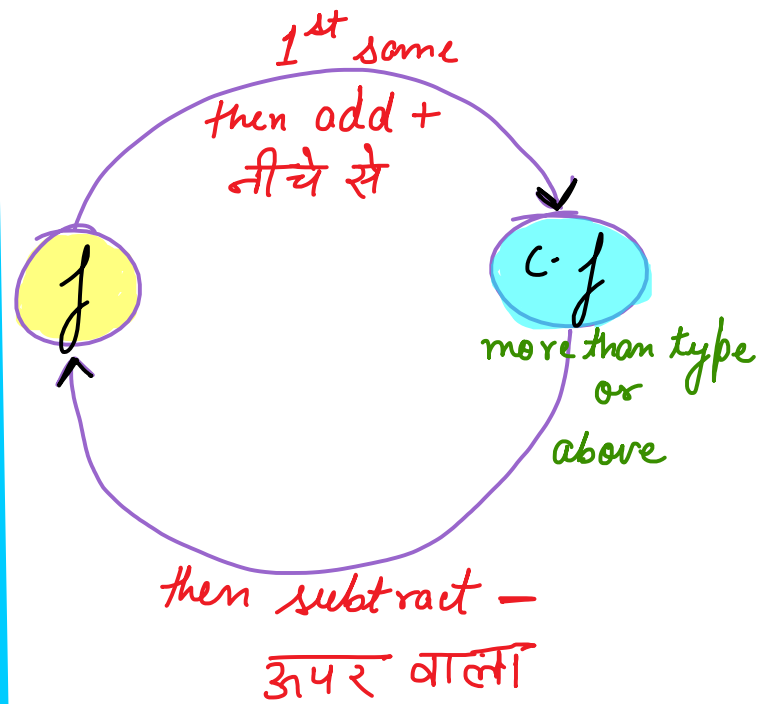 1st same
then add +
नीचे से
f
c.f
more than type
or
above
then subtract −
ऊपर वाला